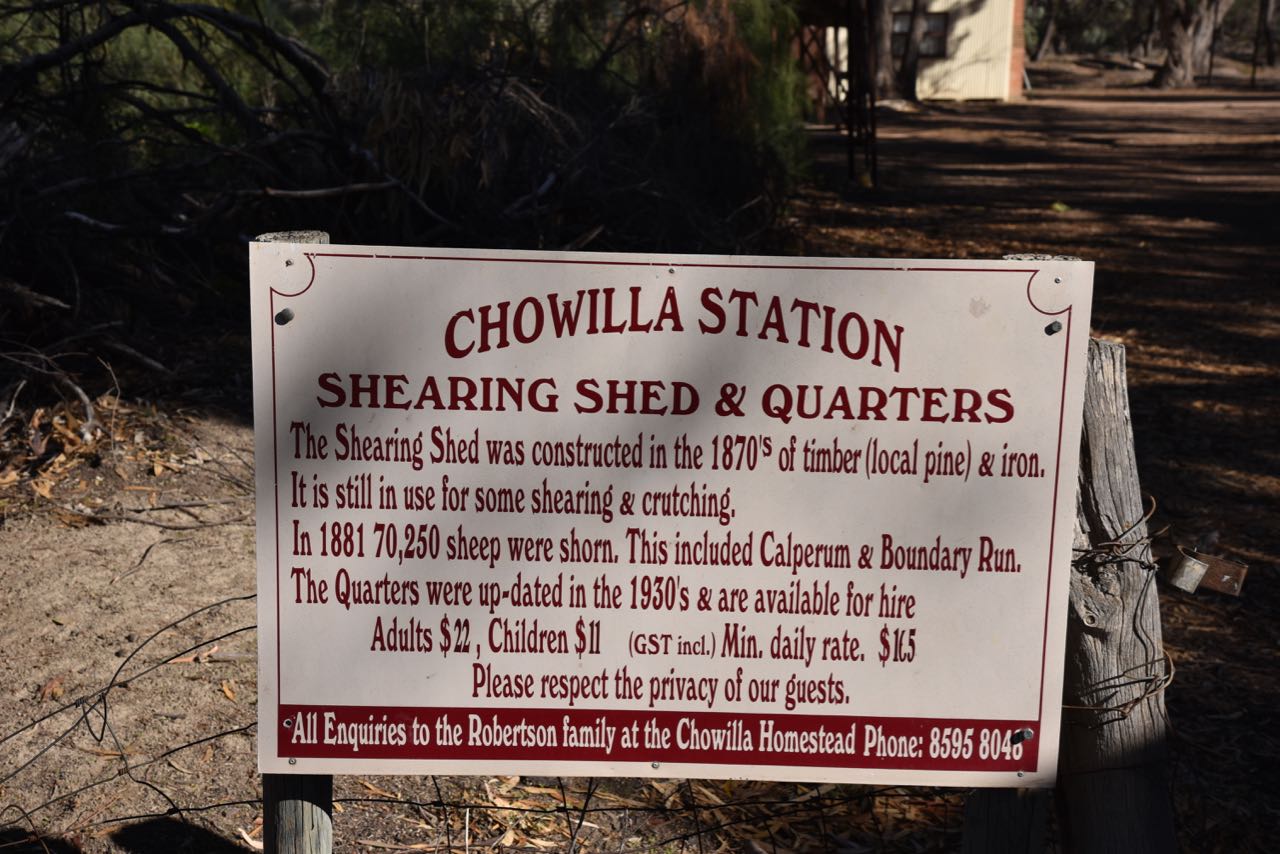 CHOWILLA STATION
SHEARING SHED & QUARTERS
The Shearing Shed was constructed in the 1870's of timber (local pine) & iron.
It is still in use for some shearing & crutching.
In 1881 70,250 sheep were shorn. This included Calperum & Boundary Run.
The Quarters were up-dated in the 1930's & are available for hire
Adults $22 , Children $11 (GST incl.) Min. daily rate.
Please respect the privacy of our guests.
All Enquiries to the Robertson family at the Chowilla Homestead Phone: 8595 8048